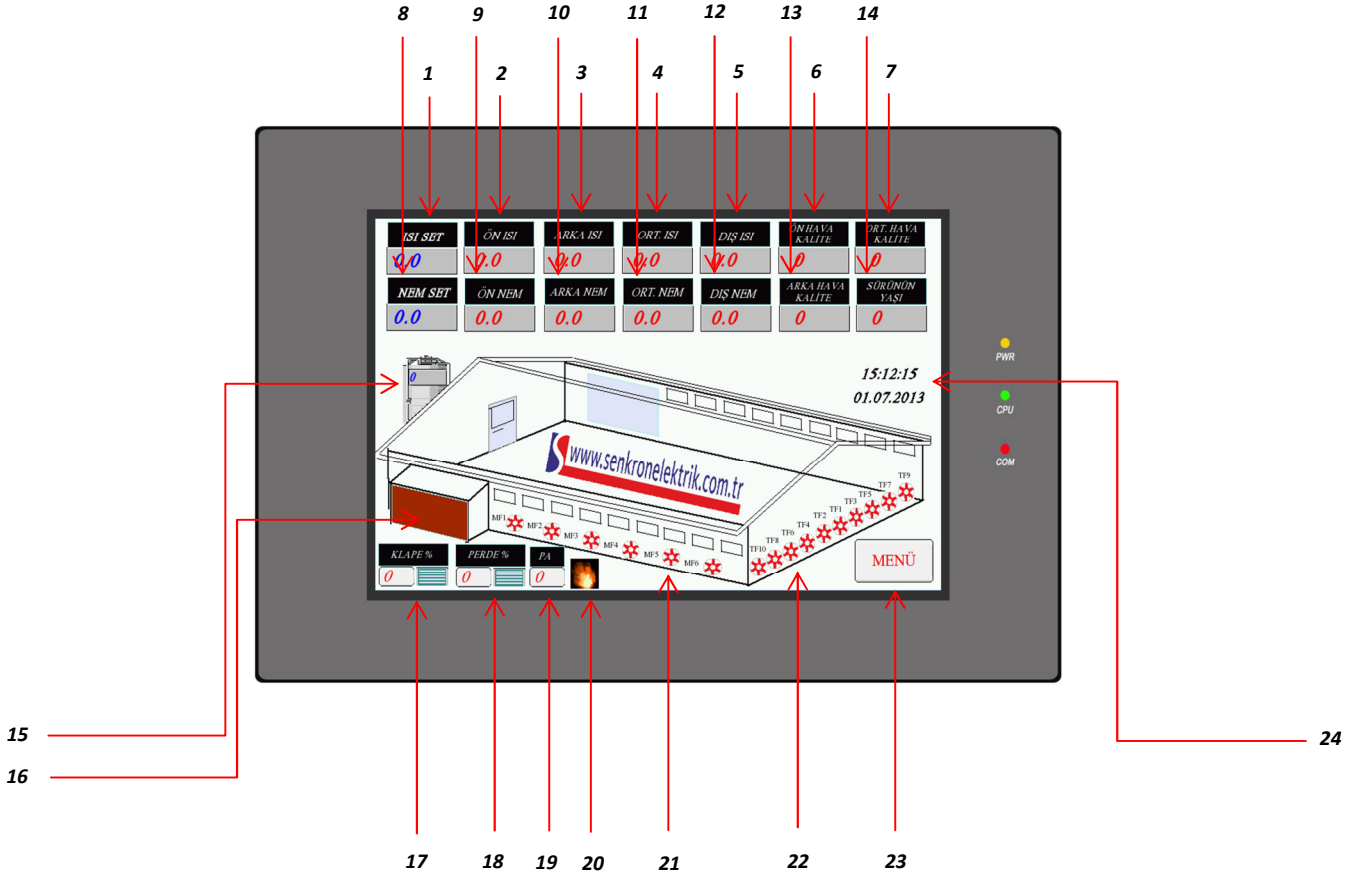 8 9 10 11 12 13 14
1 2 3 4 5 6 7
ISI SET ÖN ISI ARKA ISI ORT. ISI DIŞ ISI ÖN HAVA KALİTE ORT. HAVA KALİTE
0.0 0.0 0.0 0.0 0.0 0 0
NEM SET ÖN NEM ARKA NEM ORT. NEM DIŞ NEM ARKA HAVA KALİTE SÜRÜNÜN YAŞI
0.0 0.0 0.0 0.0 0.0 0 0
PWR
0
15:12:15
01.07.2013
CPU
www.senkronelektrik.com.tr
COM
TF9
TF7
TF5
TF3
TF1
TF2
TF4
TF6
TF8
TF10
MF1
MF2
MF3
MF4
MF5
MF6
KLAPE % PERDE % PA
0 0 0
MENÜ
15
24
16
17 18 19 20 21 22 23